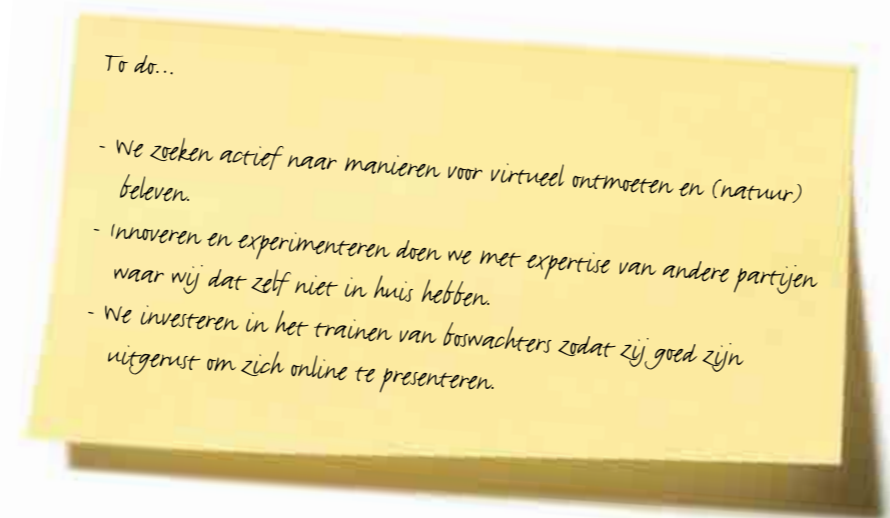 To do...
- We zoeken actief naar manieren voor virtueel ontmoeten en (natuur)
beleven.
- Innoveren en experimenteren doen we met expertise van andere partijen
waar wij dat zelf niet in huis hebben.
- We investeren in het trainen van boswachters zodat zij goed zijn
uitgerust om zich online te presenteren.